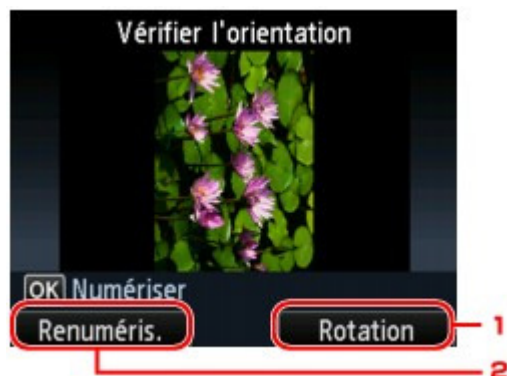 Vérifier l'orientation
OK Numériser
Renuméris. Rotation
1
2